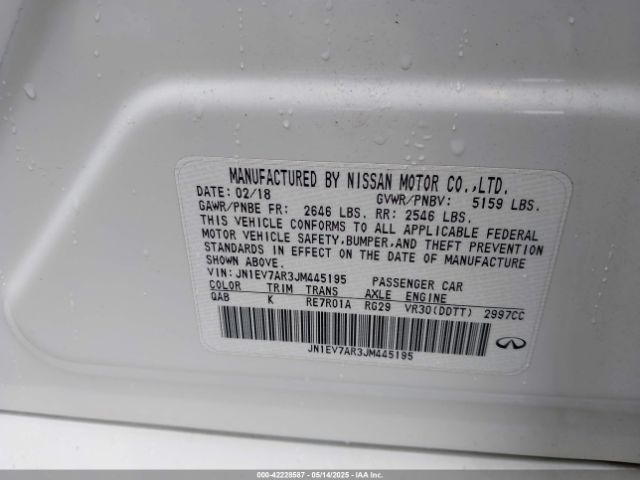 MANUFACTURED BY NISSAN MOTOR CO.,LTD.
DATE: 02/18 GVWR/PNBV: 5159 LBS.
GAWR/PNBE FR: 2646 LBS. RR: 2546 LBS.
THIS VEHICLE CONFORMS TO ALL APPLICABLE FEDERAL
MOTOR VEHICLE SAFETY,BUMPER,AND THEFT PREVENTION
STANDARDS IN EFFECT ON THE DATE OF MANUFACTURE
SHOWN ABOVE.
VIN: JN1EV7AR3JM445195 PASSENGER CAR
COLOR TRIM TRANS AXLE ENGINE
QAB K RE7R01A RG29 VR30(DDTT) 2997CC
JN1EV7AR3JM445195
000-42228587 - 05/14/2025 - IAAI.COM